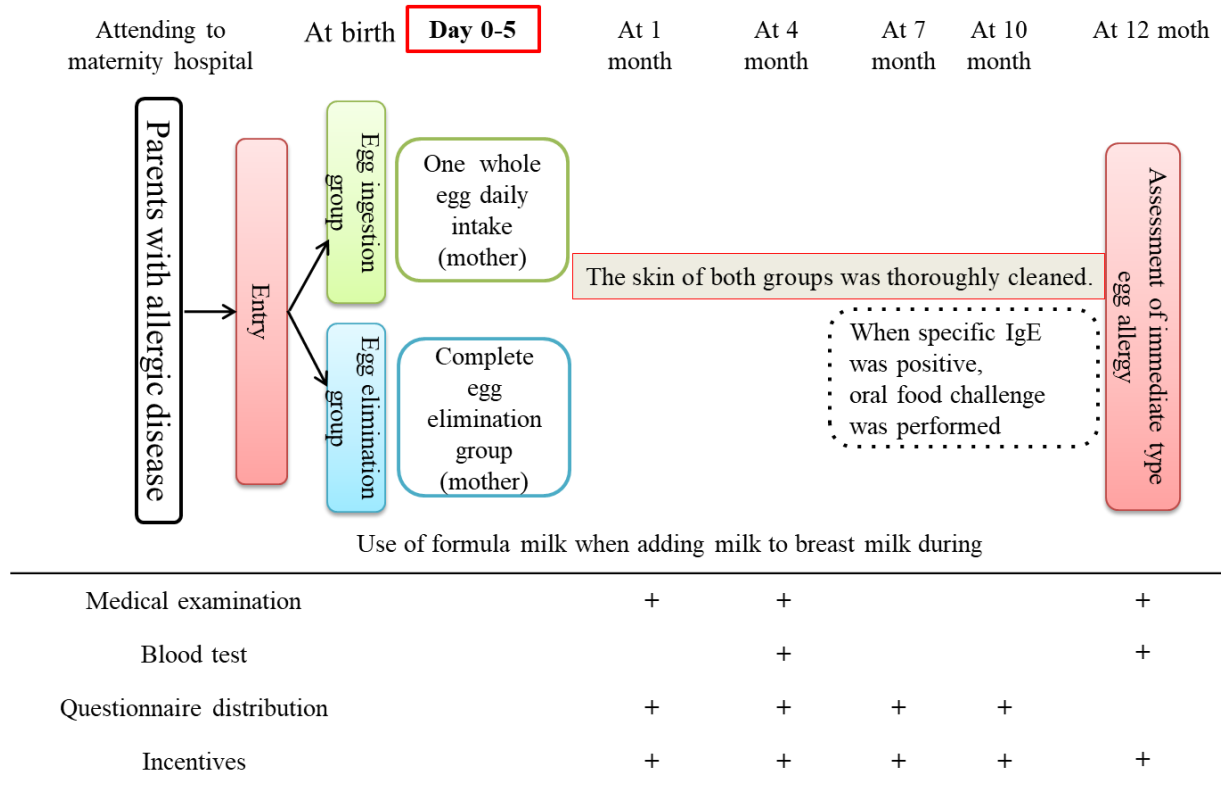 Attending to
maternity hospital
At birth
Day 0-5
At 1
month
At 4
month
At 7
month
At 10
month
At 12 moth
Parents with allergic disease
Entry
Egg ingestion
group
One whole
egg daily
intake
(mother)
Egg elimination
group
Complete
egg
elimination
group
(mother)
The skin of both groups was thoroughly cleaned.
When specific IgE
was positive,
oral food challenge
was performed
Assessment of immediate type
egg allergy
Use of formula milk when adding milk to breast milk during
Medical examination + + +
Blood test + +
Questionnaire distribution + + + +
Incentives + + + + +